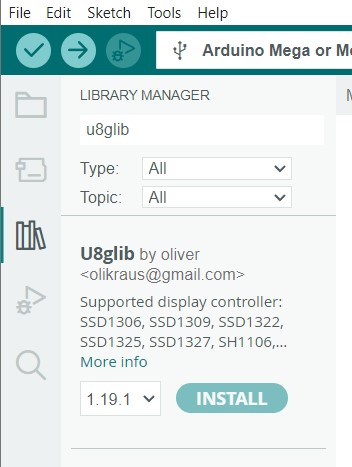 File Edit Sketch Tools Help
Arduino Mega or
LIBRARY MANAGER
u8glib
Type: All
Topic: All
U8glib by oliver
<olikraus@gmail.com>
Supported display controller:
SSD1306, SSD1309, SSD1322,
SSD1325, SSD1327, SH1106,...
More info
1.19.1 INSTALL